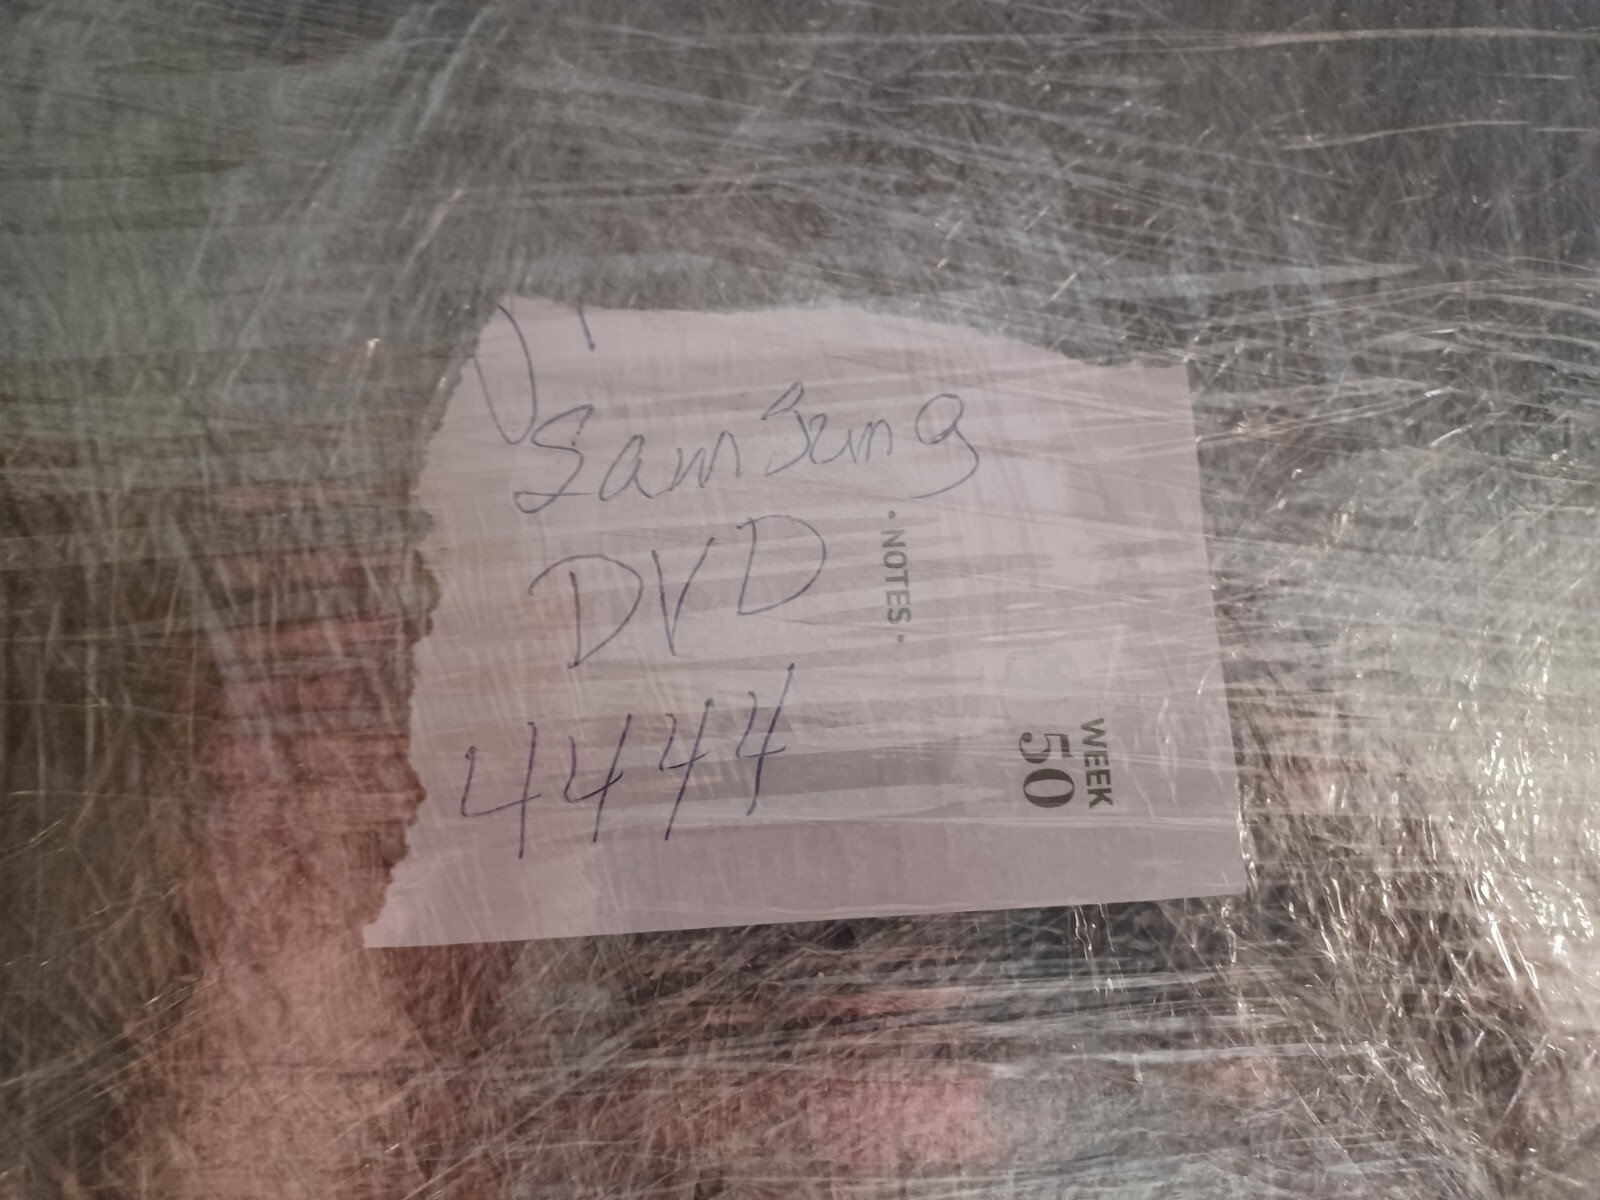 Samsung
DVD
4444
• NOTES •
WEEK
50